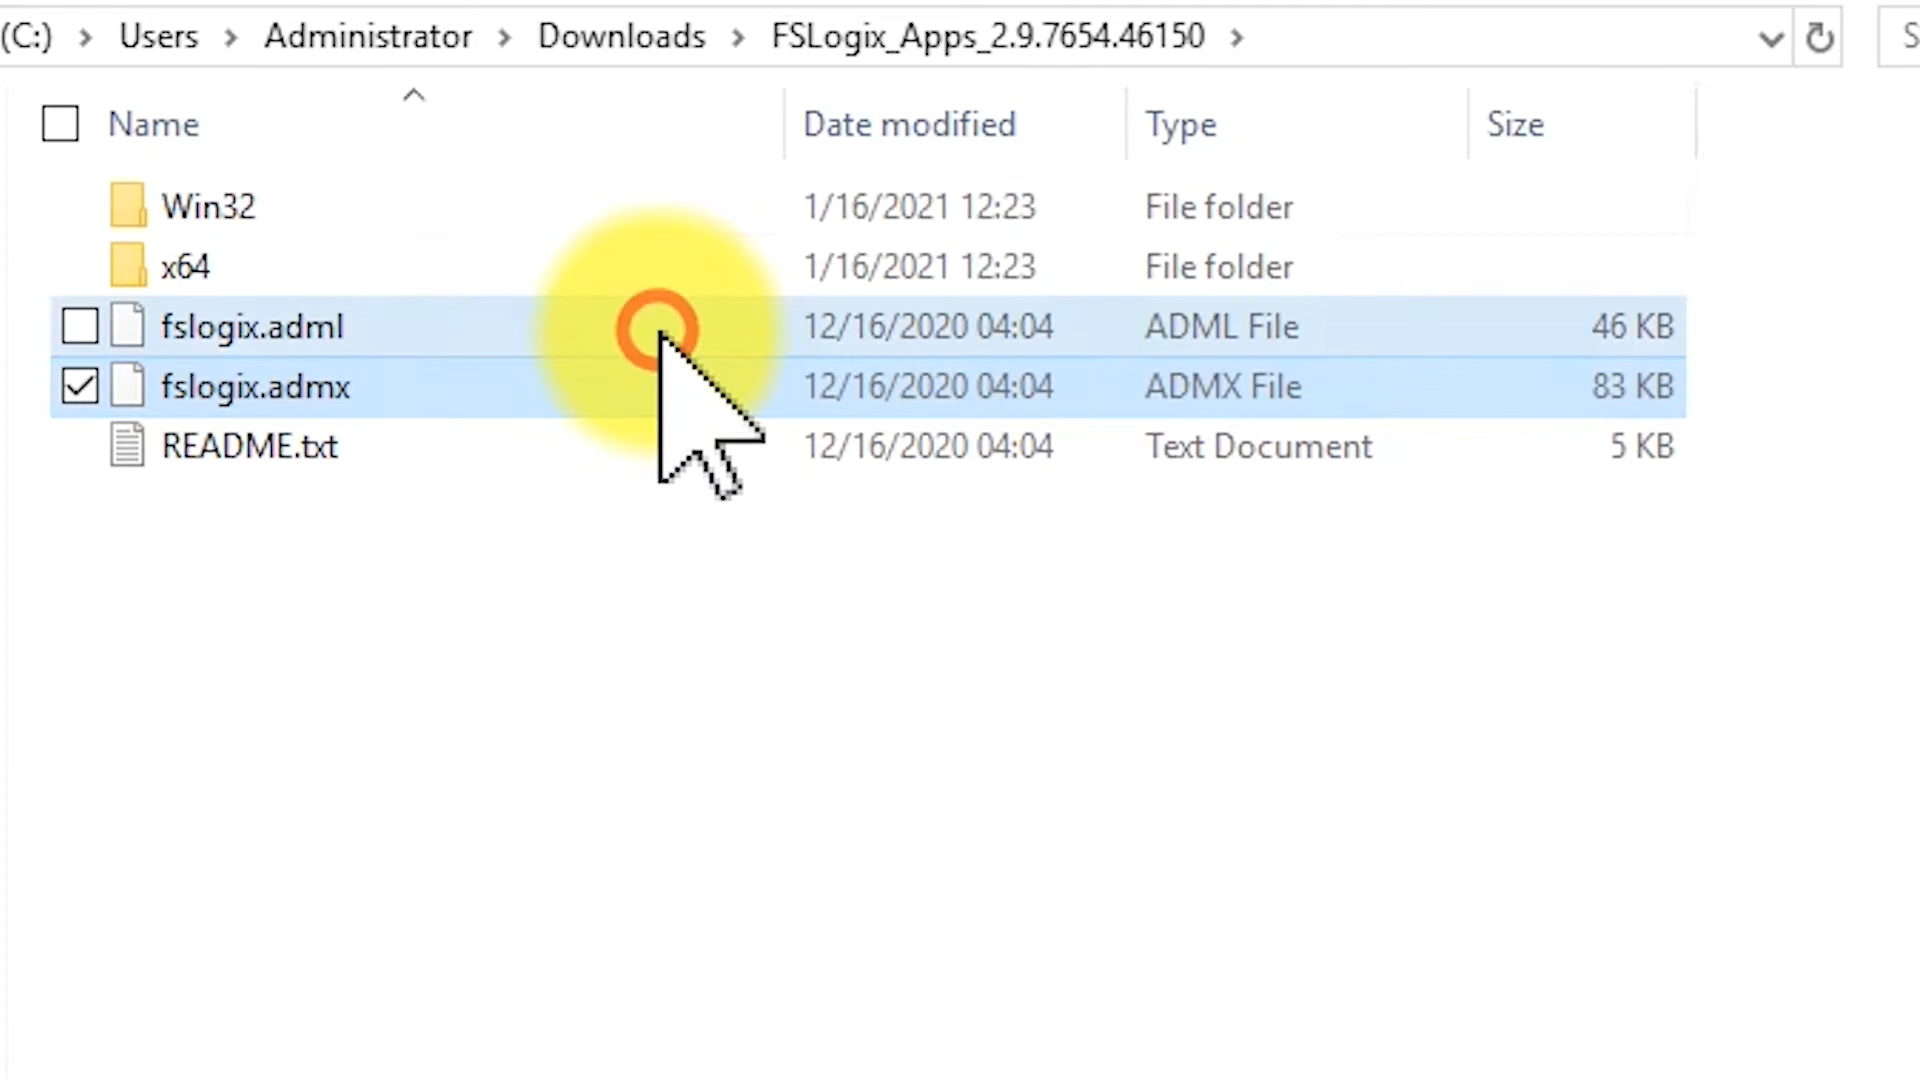 (C:) > Users > Administrator > Downloads > FSLogix_Apps_2.9.7654.46150 > S
Name Date modified Type Size
Win32 1/16/2021 12:23 File folder
x64 1/16/2021 12:23 File folder
fslogix.adml 12/16/2020 04:04 ADML File 46 KB
fslogix.admx 12/16/2020 04:04 ADMX File 83 KB
README.txt 12/16/2020 04:04 Text Document 5 KB